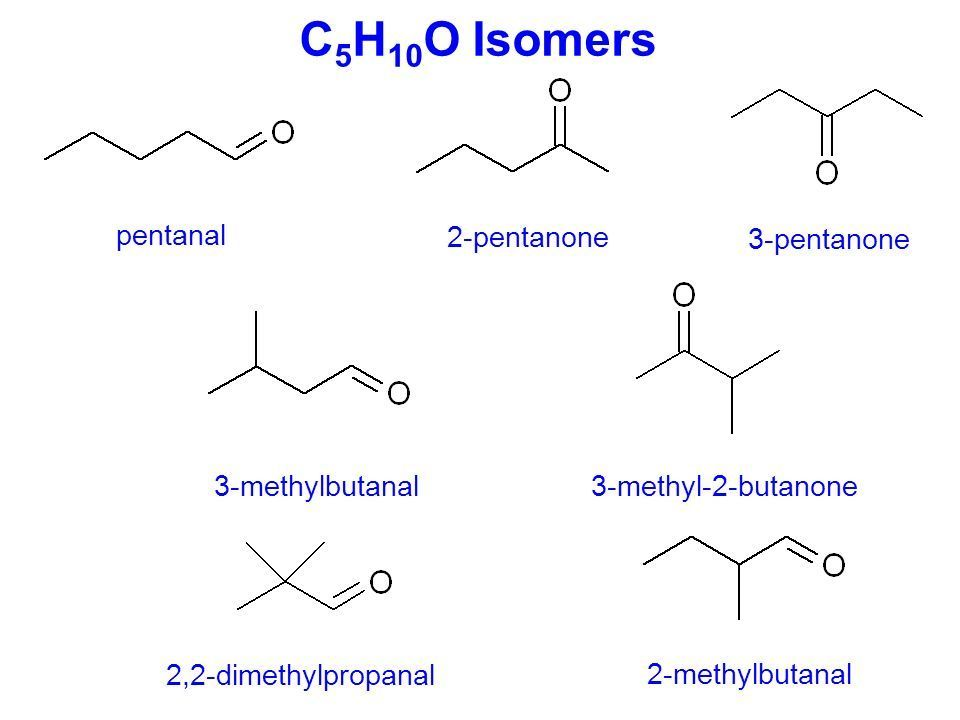 C5H10O Isomers
O
O
O
pentanal
2-pentanone
3-pentanone
O
O
3-methylbutanal
3-methyl-2-butanone
O
O
2,2-dimethylpropanal
2-methylbutanal